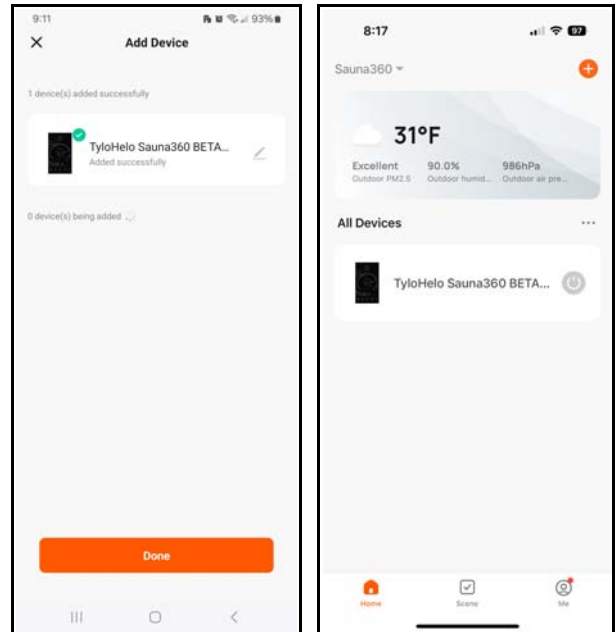 9:11
93%
Add Device
1 device(s) added successfully
TyloHelo Sauna360 BETA...
Added successfully
0 device(s) being added
Done
8:17
97
Sauna360
31°F
Excellent 90.0% 986hPa
Outdoor PM2.5 Outdoor humid... Outdoor air pre...
All Devices
TyloHelo Sauna360 BETA...
Home Scene Me